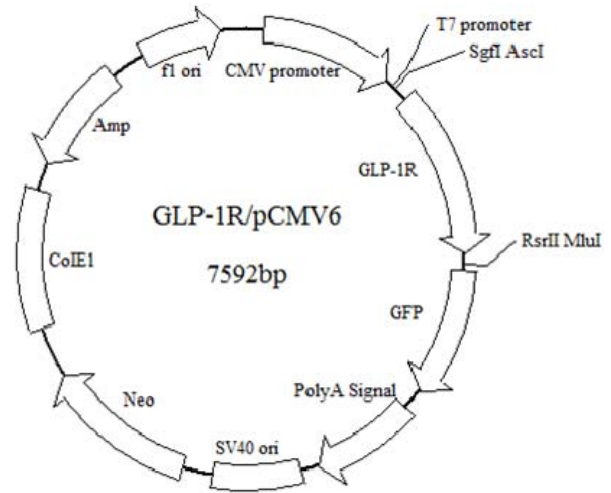 T7 promoter
SgfI AscI
f1 ori
CMV promoter
Amp
GLP-1R
GLP-1R/pCMV6
RsrII MluI
ColE1
7592bp
GFP
PolyA Signal
Neo
SV40 ori